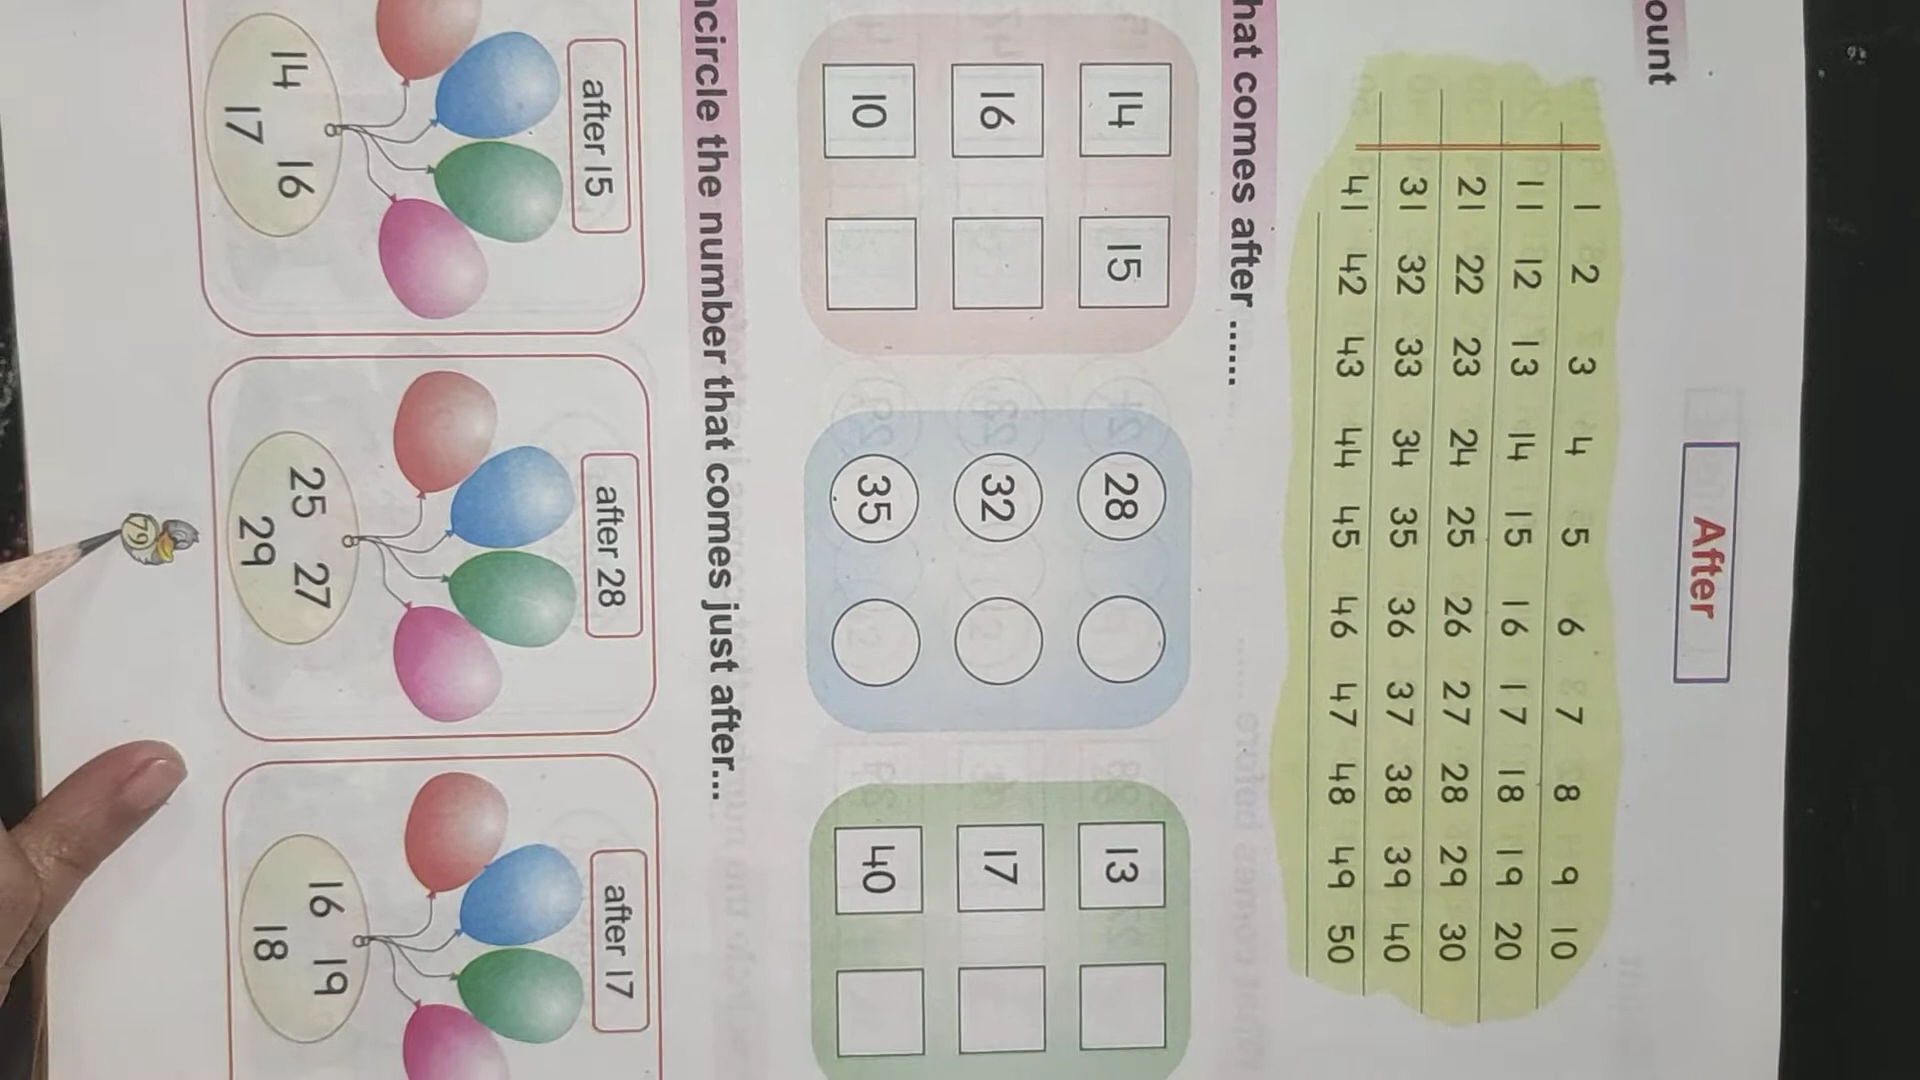 After
ount
1 2 3 4 5 6 7 8 9 10
11 12 13 14 15 16 17 18 19 20
21 22 23 24 25 26 27 28 29 30
31 32 33 34 35 36 37 38 39 40
41 42 43 44 45 46 47 48 49 50
hat comes after ......
14 15 28 13
16 32 17
10 35 40
ncircle the number that comes just after...
after 15 after 28 after 17
14 16 25 27 16 19
17 29 18
79